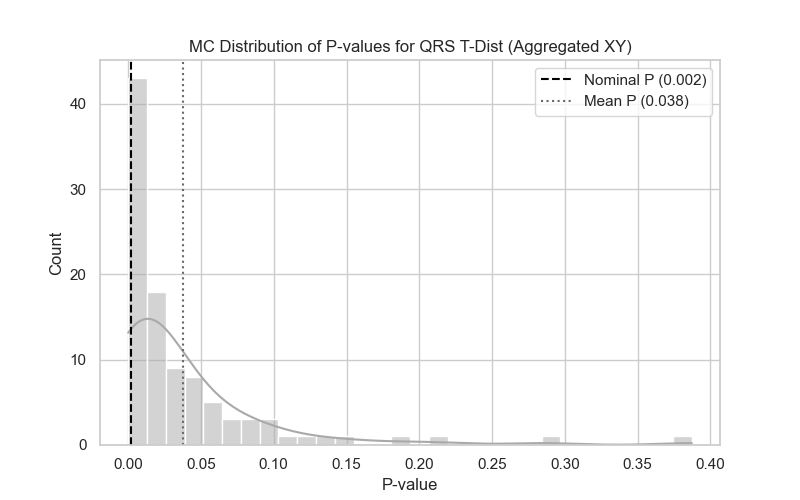 MC Distribution of P-values for QRS T-Dist (Aggregated XY)
Nominal P (0.002)
Mean P (0.038)
Count
40
30
20
10
0
0.00 0.05 0.10 0.15 0.20 0.25 0.30 0.35 0.40
P-value